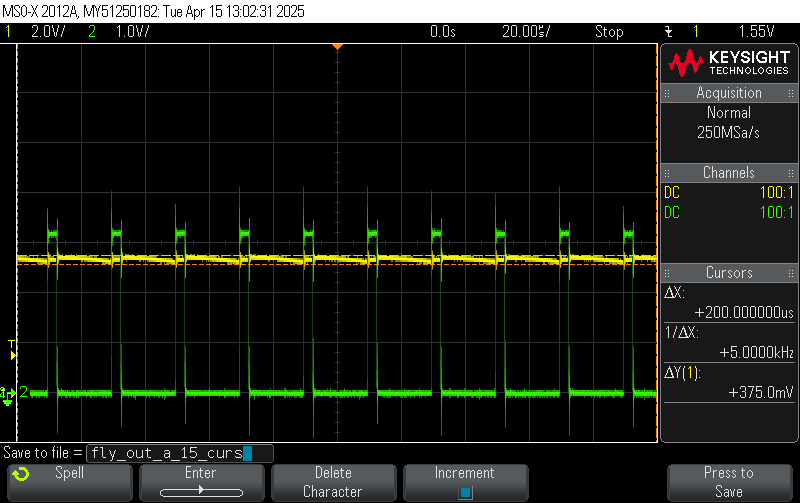 MSO-X 2012A, MY51250182: Tue Apr 15 13:02:31 2025
1 2.0V/ 2 1.0V/ 0.0s 20.00us/ Stop 1 1.55V
KEYSIGHT
TECHNOLOGIES
Acquisition
Normal
250MSa/s
Channels
DC 100:1
DC 100:1
Cursors
ΔX:
+200.000000us
1/ΔX:
+5.0000kHz
ΔY(1):
+375.0mV
T
2
Save to file = fly_out_a_15_curs
Spell
Enter
Delete
Character
Increment
Press to
Save